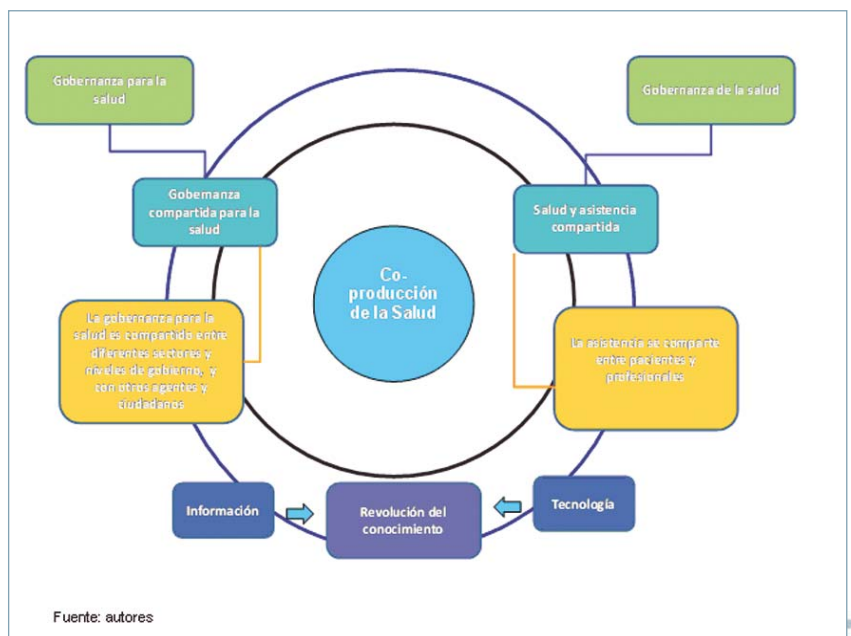 Gobernanza para la
salud
Gobernanza de la salud
Gobernanza
compartida para la
salud
Salud y asistencia
compartida
Co-
producción
de la Salud
La gobernanza para la
salud es compartido entre
diferentes sectores y
niveles de gobierno, y
con otros agentes y
ciudadanos
La asistencia se comparte
entre pacientes y
profesionales
Información
Revolución del
conocimiento
Tecnología
Fuente: autores